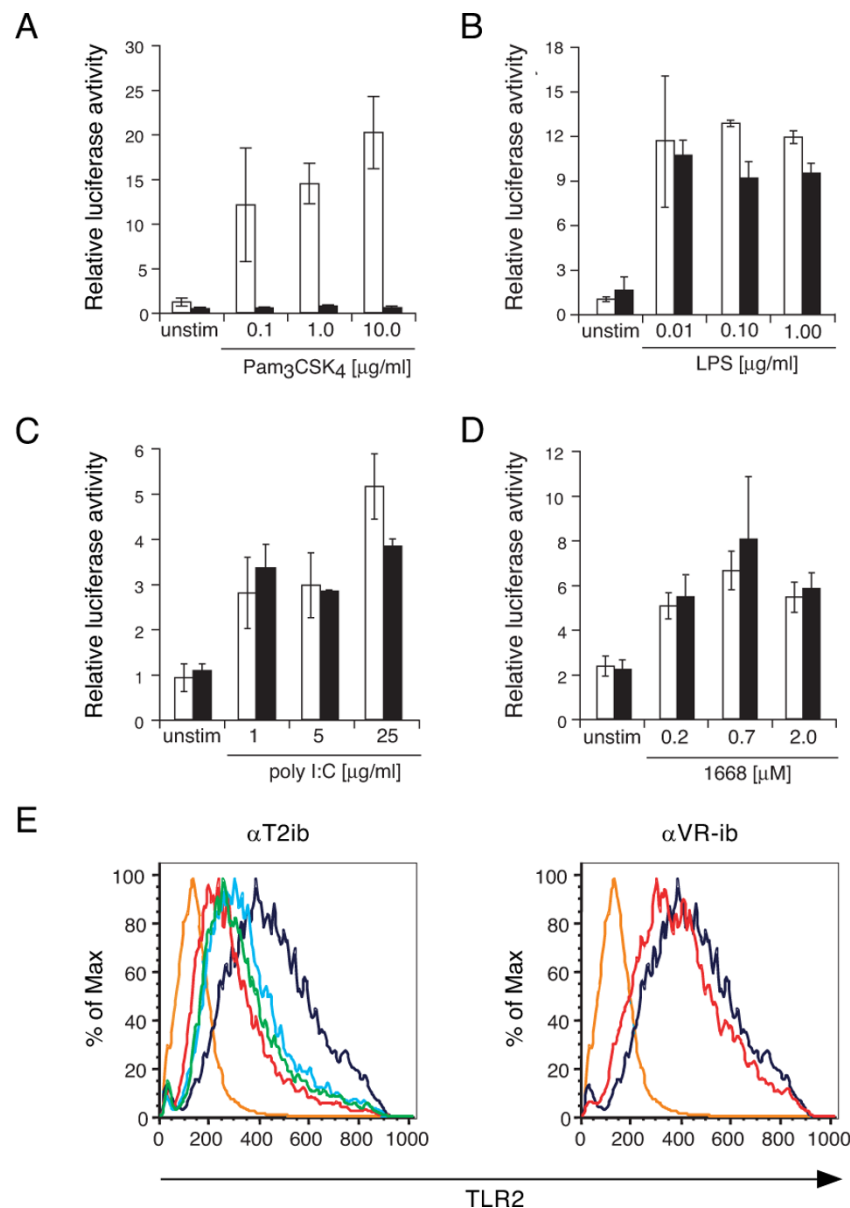 A
Relative luciferase avtivity
30
25
20
15
10
5
0
unstim
0.1
1.0
10.0
Pam3CSK4 [μg/ml]
B
Relative luciferase avtivity
18
15
12
9
6
3
0
unstim
0.01
0.10
1.00
LPS [μg/ml]
C
Relative luciferase avtivity
6
5
4
3
2
1
0
unstim
1
5
25
poly I:C [μg/ml]
D
Relative luciferase avtivity
12
10
8
6
4
2
0
unstim
0.2
0.7
2.0
1668 [μM]
E
αT2ib
% of Max
100
80
60
40
20
0
0
200
400
600
800
1000
αVR-ib
% of Max
100
80
60
40
20
0
0
200
400
600
800
1000
TLR2